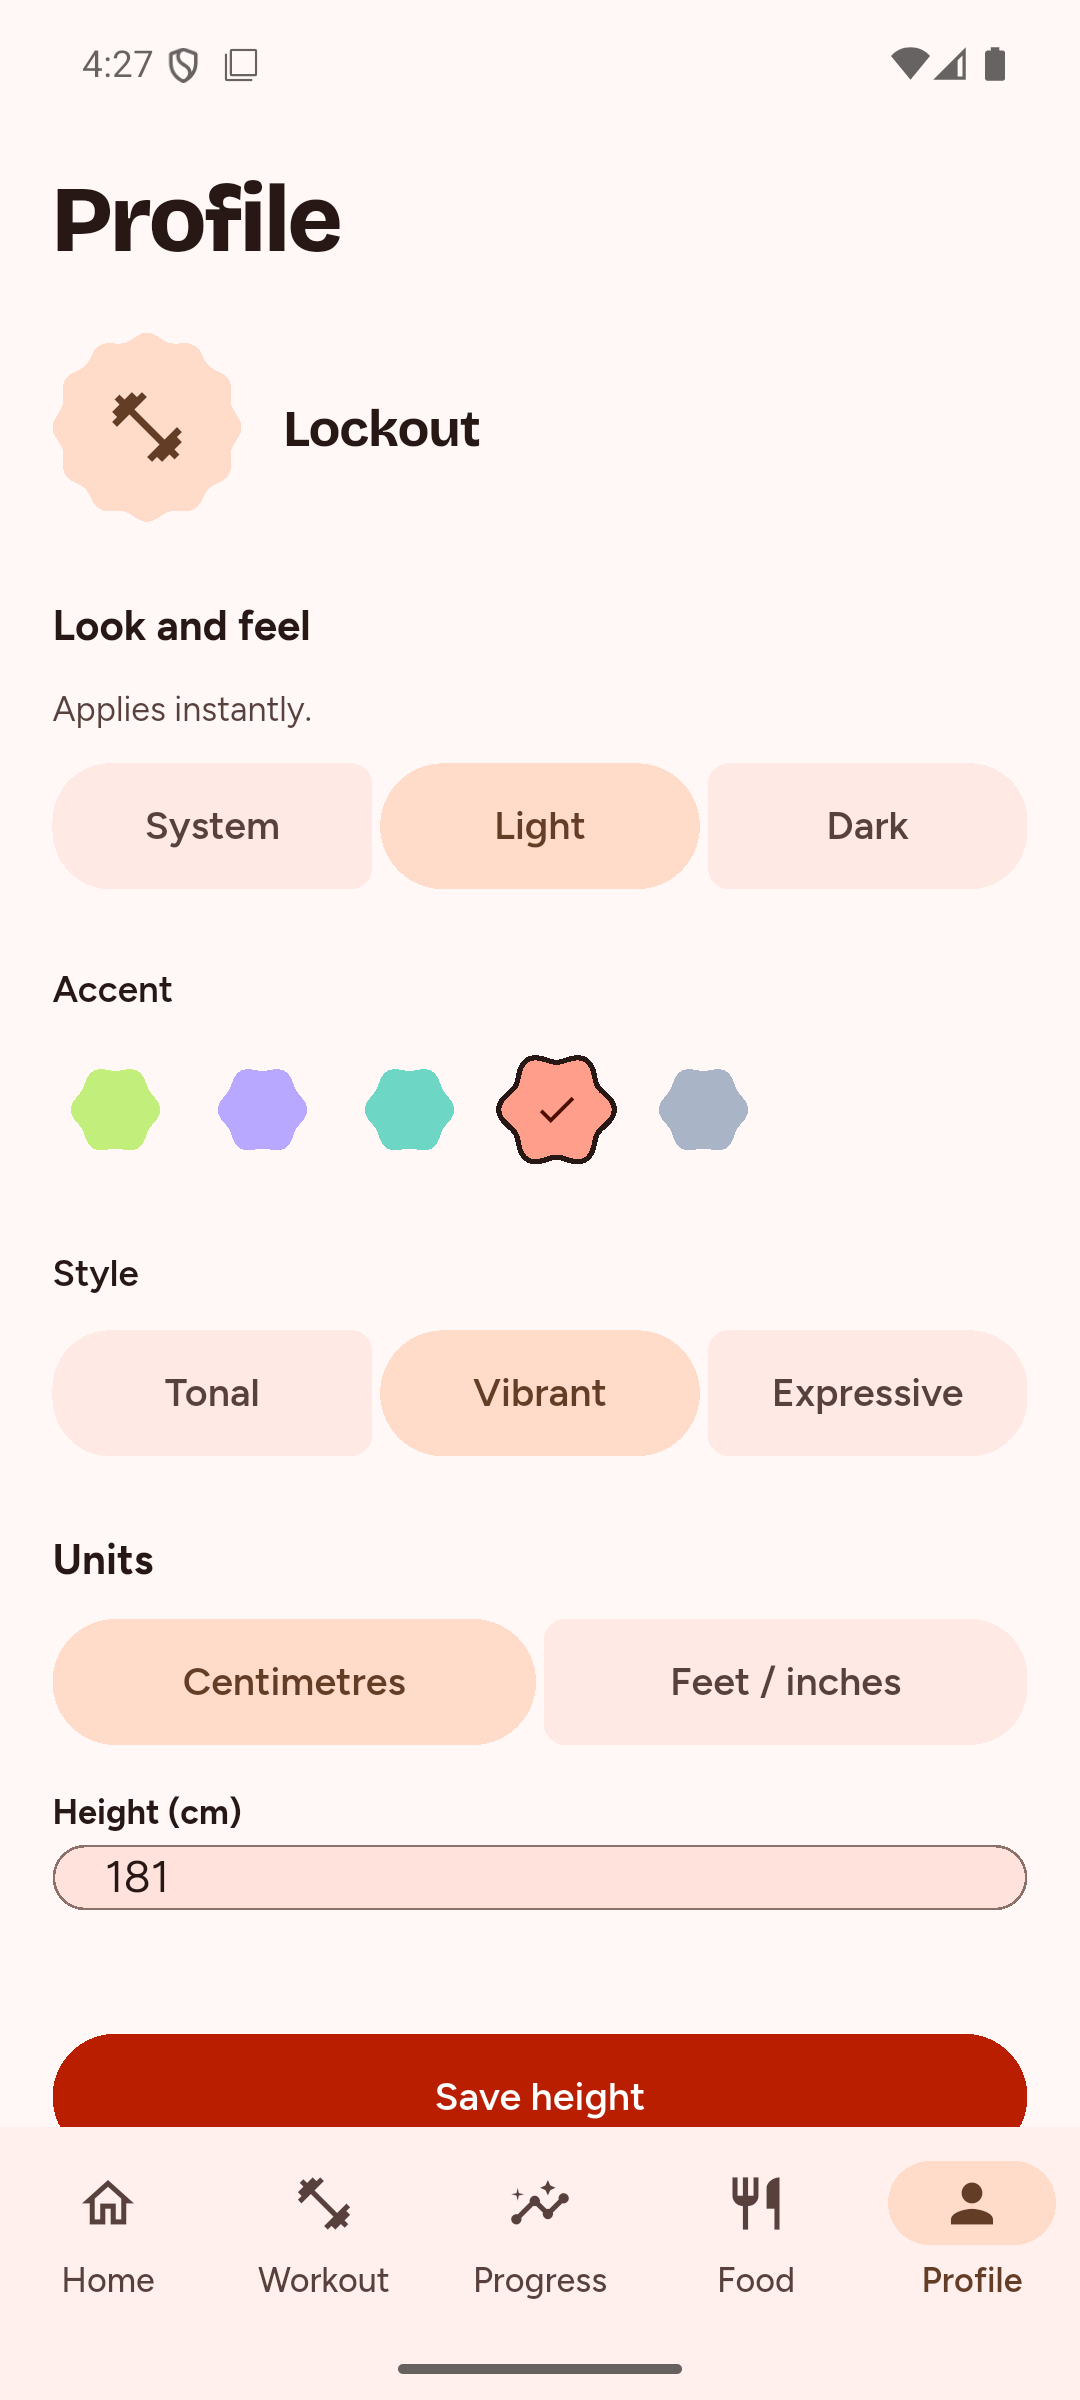 4:27
Profile
Lockout
Look and feel
Applies instantly.
System Light Dark
Accent
Style
Tonal Vibrant Expressive
Units
Centimetres Feet / inches
Height (cm)
181
Save height
Home Workout Progress Food Profile